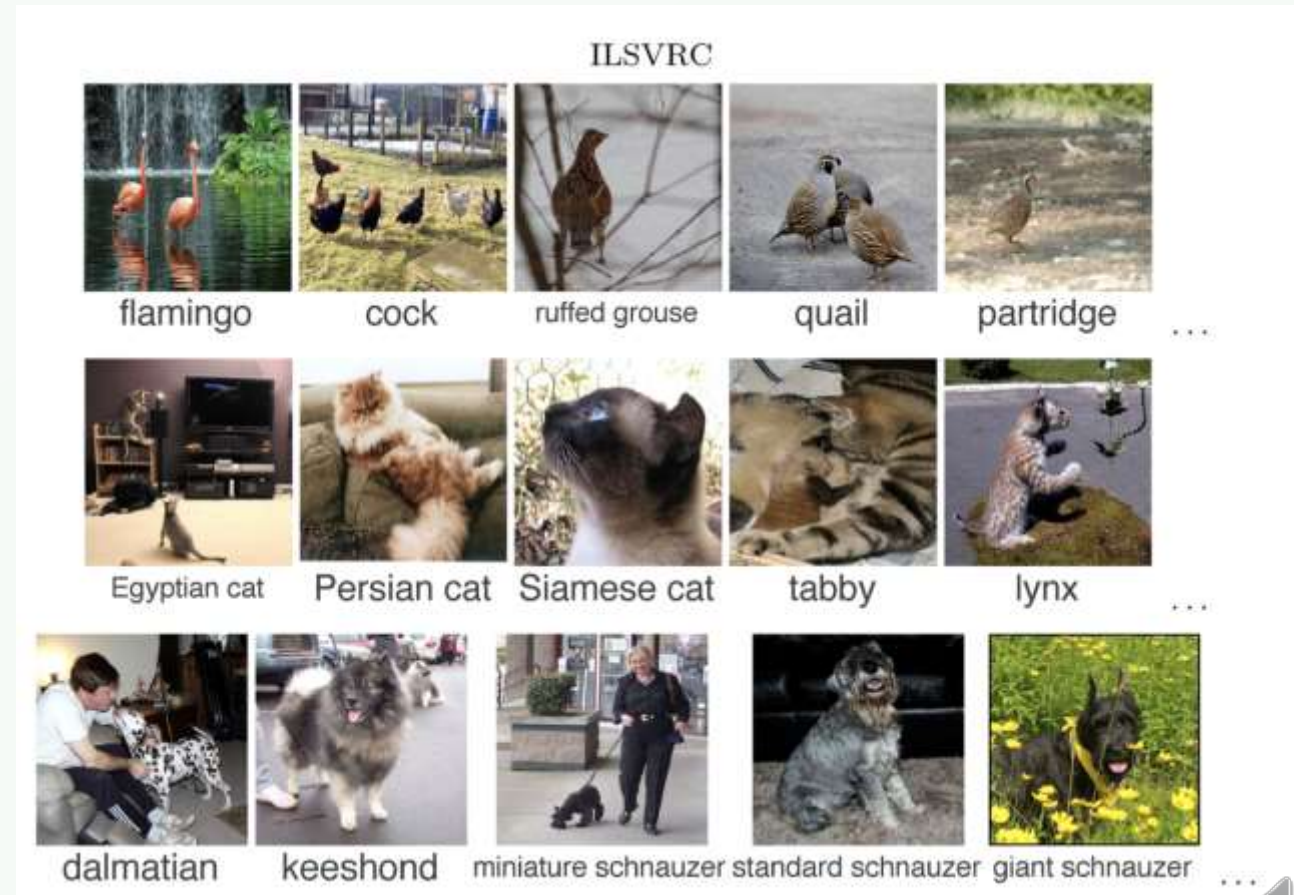 ILSVRC
flamingo cock ruffed grouse quail partridge ...
Egyptian cat Persian cat Siamese cat tabby lynx ...
dalmatian keeshond miniature schnauzer standard schnauzer giant schnauzer ...